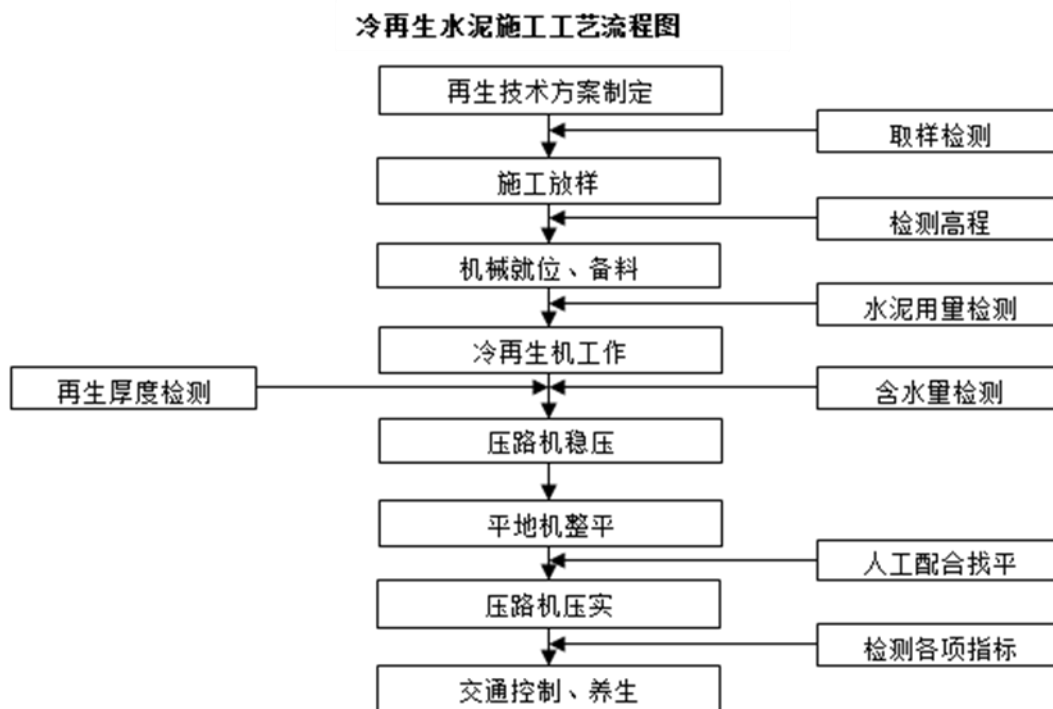 冷再生水泥施工工艺流程图
再生技术方案制定
取样检测
施工放样
检测高程
机械就位、备料
水泥用量检测
冷再生机工作
再生厚度检测
含水量检测
压路机稳压
平地机整平
人工配合找平
压路机压实
检测各项指标
交通控制、养生